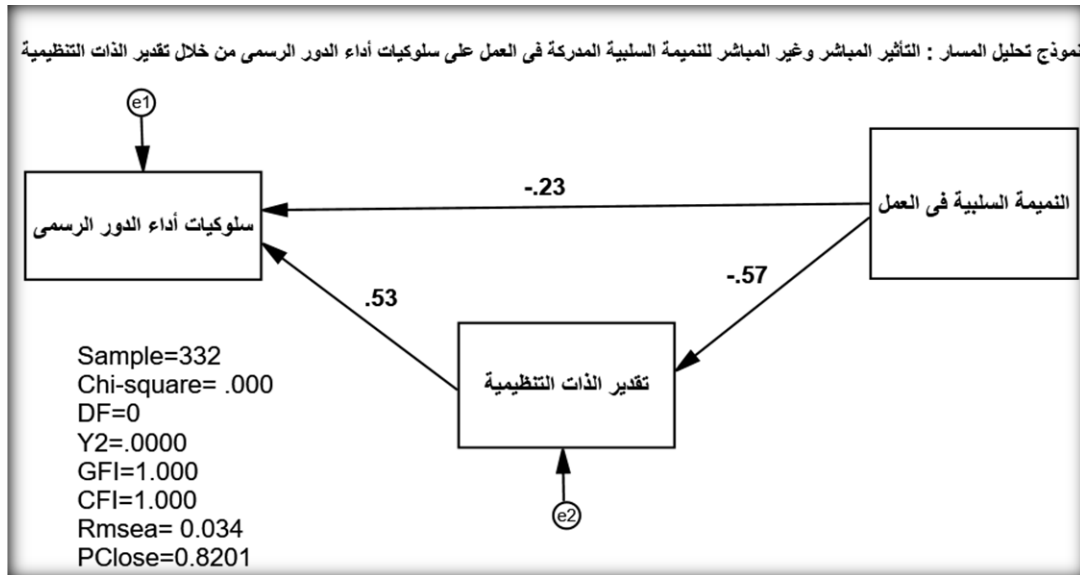 نموذج تحليل المسار : التأثير المباشر وغير المباشر للنميمة السلبية المدركة فى العمل على سلوكيات أداء الدور الرسمى من خلال تقدير الذات التنظيمية
e1
النميمة السلبية فى العمل
-.23
سلوكيات أداء الدور الرسمى
-.57
.53
تقدير الذات التنظيمية
e2
Sample=332
Chi-square= .000
DF=0
Y2=.0000
GFI=1.000
CFI=1.000
Rmsea= 0.034
PClose=0.8201